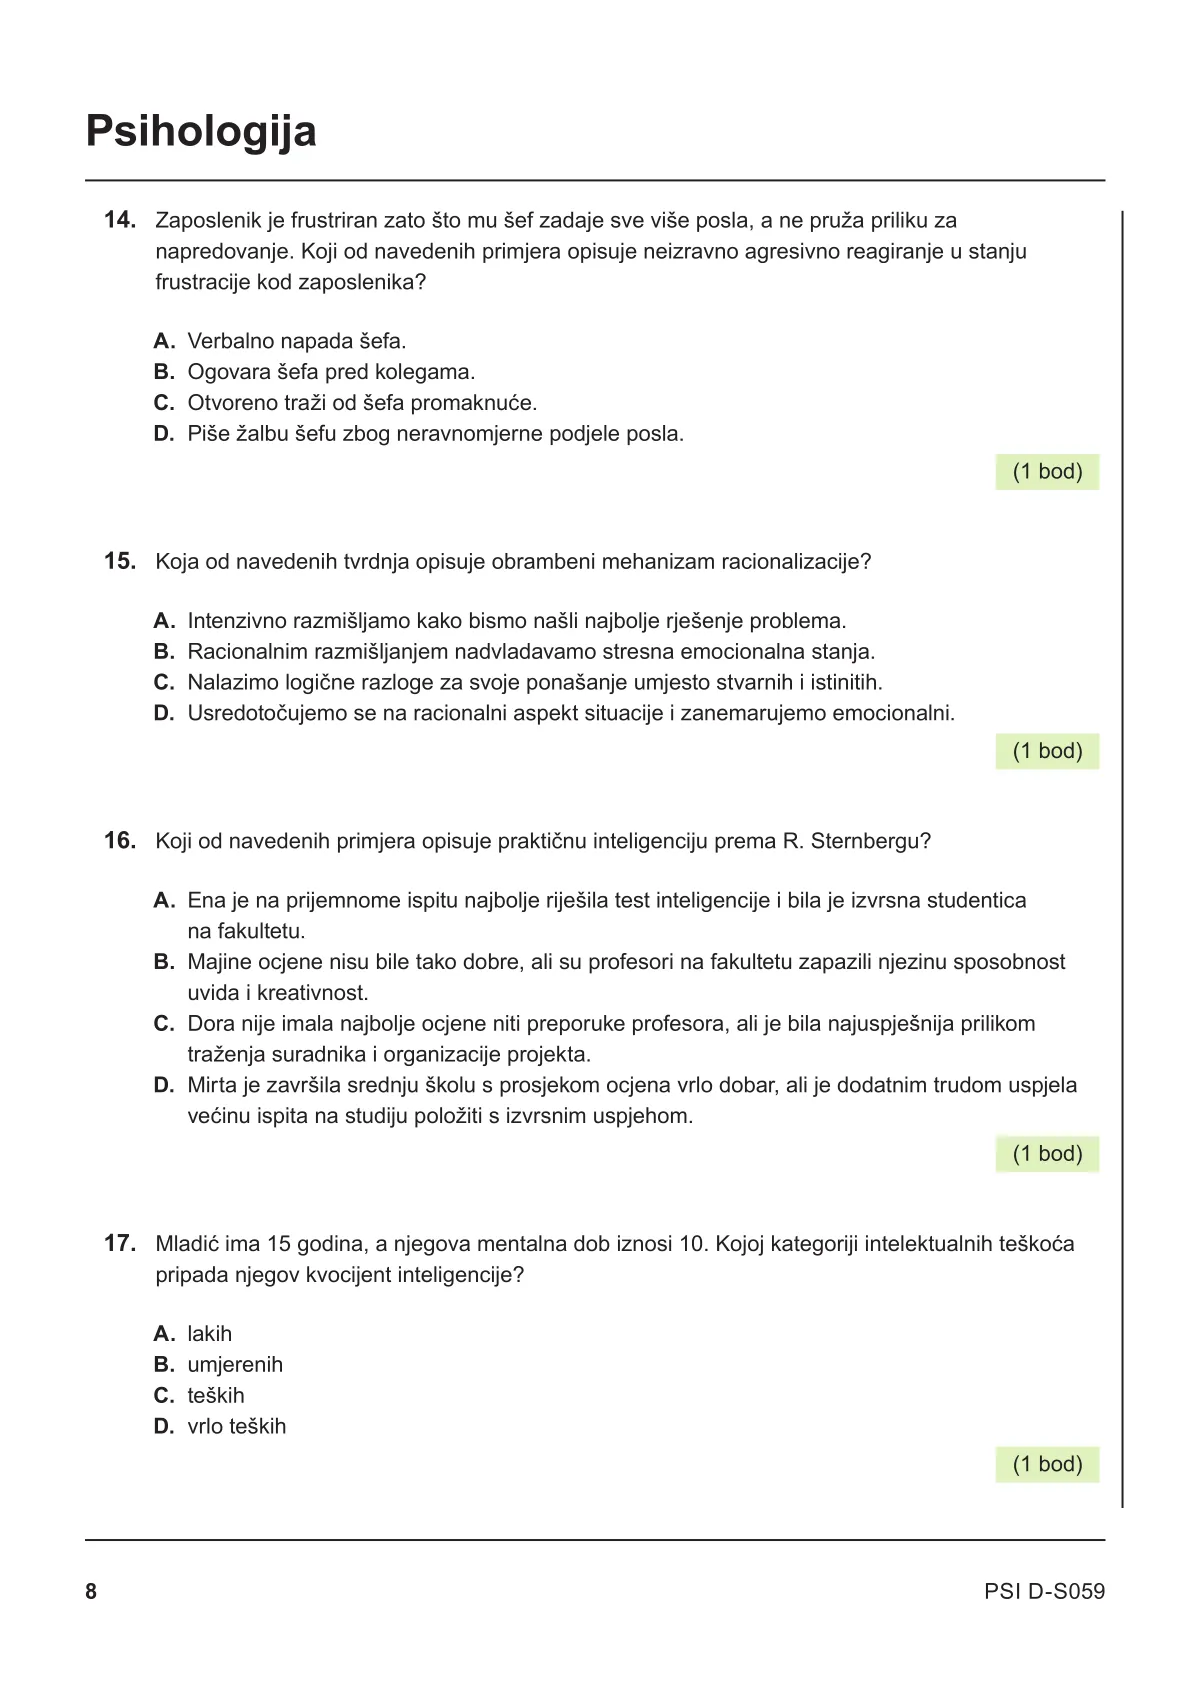 Psihologija
14. Zaposlenik je frustriran zato što mu šef zadaje sve više posla, a ne pruža priliku za
napredovanje. Koji od navedenih primjera opisuje neizravno agresivno reagiranje u stanju
frustracije kod zaposlenika?
A. Verbalno napada šefa.
B. Ogovara šefa pred kolegama.
C. Otvoreno traži od šefa promaknuće.
D. Piše žalbu šefu zbog neravnomjerne podjele posla.
(1 bod)
15. Koja od navedenih tvrdnja opisuje obrambeni mehanizam racionalizacije?
A. Intenzivno razmišljamo kako bismo našli najbolje rješenje problema.
B. Racionalnim razmišljanjem nadvladavamo stresna emocionalna stanja.
C. Nalazimo logične razloge za svoje ponašanje umjesto stvarnih i istinitih.
D. Usredotočujemo se na racionalni aspekt situacije i zanemarujemo emocionalni.
(1 bod)
16. Koji od navedenih primjera opisuje praktičnu inteligenciju prema R. Sternbergu?
A. Ena je na prijemnome ispitu najbolje riješila test inteligencije i bila je izvrsna studentica
na fakultetu.
B. Majine ocjene nisu bile tako dobre, ali su profesori na fakultetu zapazili njezinu sposobnost
uvida i kreativnost.
C. Dora nije imala najbolje ocjene niti preporuke profesora, ali je bila najuspješnija prilikom
traženja suradnika i organizacije projekta.
D. Mirta je završila srednju školu s prosjekom ocjena vrlo dobar, ali je dodatnim trudom uspjela
većinu ispita na studiju položiti s izvrsnim uspjehom.
(1 bod)
17. Mladić ima 15 godina, a njegova mentalna dob iznosi 10. Kojoj kategoriji intelektualnih teškoća
pripada njegov kvocijent inteligencije?
A. lakih
B. umjerenih
C. teških
D. vrlo teških
(1 bod)
8 PSI D-S059